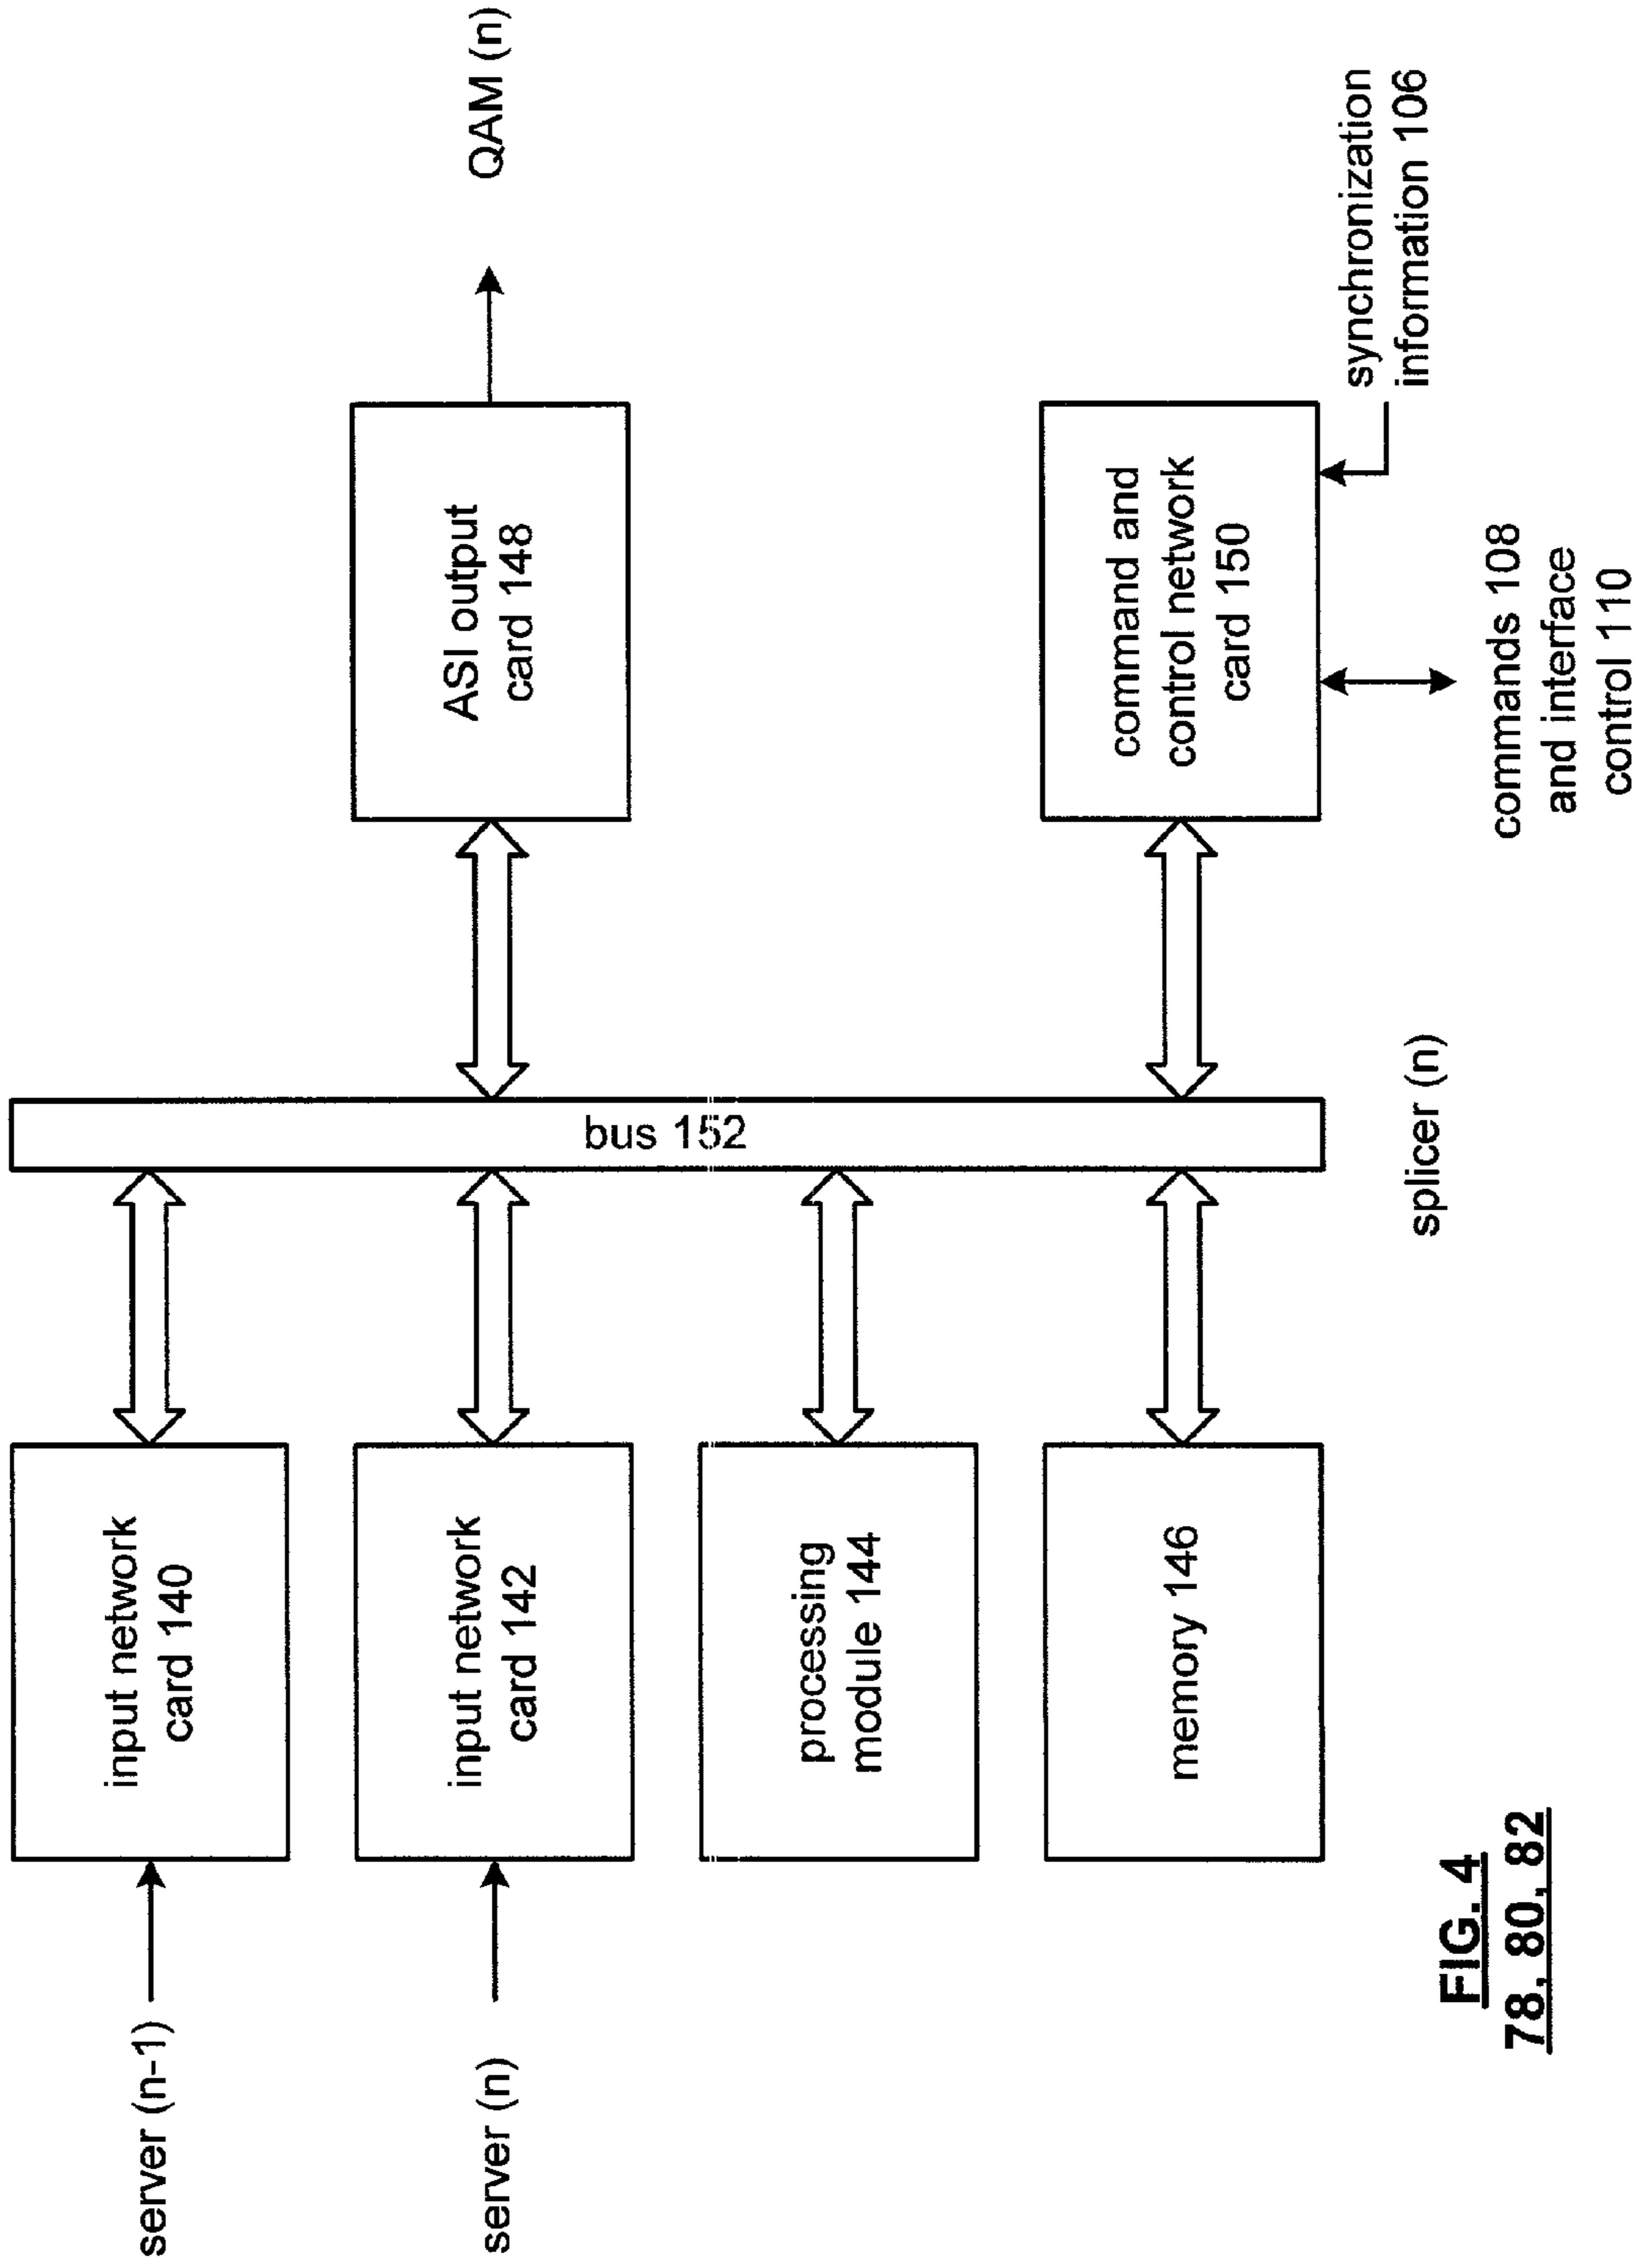 server (n-1)
input network
card 140
server (n)
input network
card 142
processing
module 144
memory 146
bus 152
ASI output
card 148
QAM (n)
command and
control network
card 150
synchronization
information 106
commands 108
and interface
control 110
splicer (n)
FIG. 4
78, 80, 82